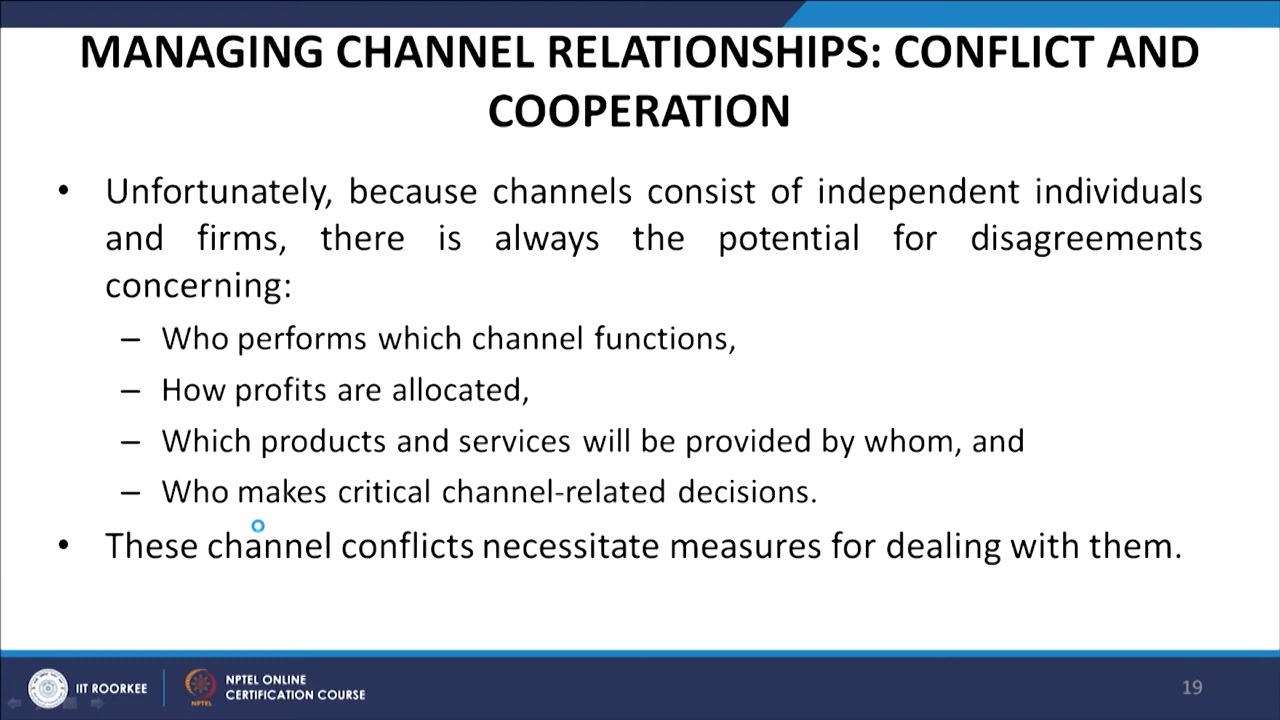 MANAGING CHANNEL RELATIONSHIPS: CONFLICT AND
COOPERATION
• Unfortunately, because channels consist of independent individuals
and firms, there is always the potential for disagreements
concerning:
– Who performs which channel functions,
– How profits are allocated,
– Which products and services will be provided by whom, and
– Who makes critical channel-related decisions.
• These channel conflicts necessitate measures for dealing with them.
IIT ROORKEE
NPTEL
NPTEL ONLINE
CERTIFICATION COURSE
19